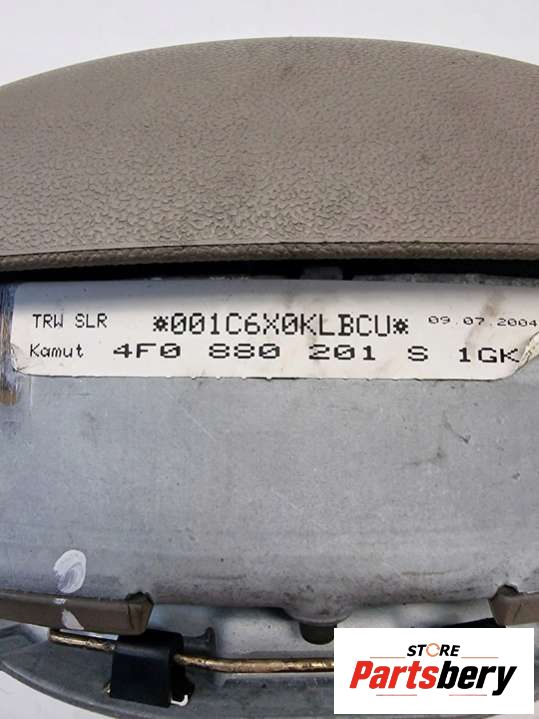 TRW SLR *001C6X0KLBCU* 09.07.2004
Kamut 4F0 880 201 S 1GK
STORE
Partsbery